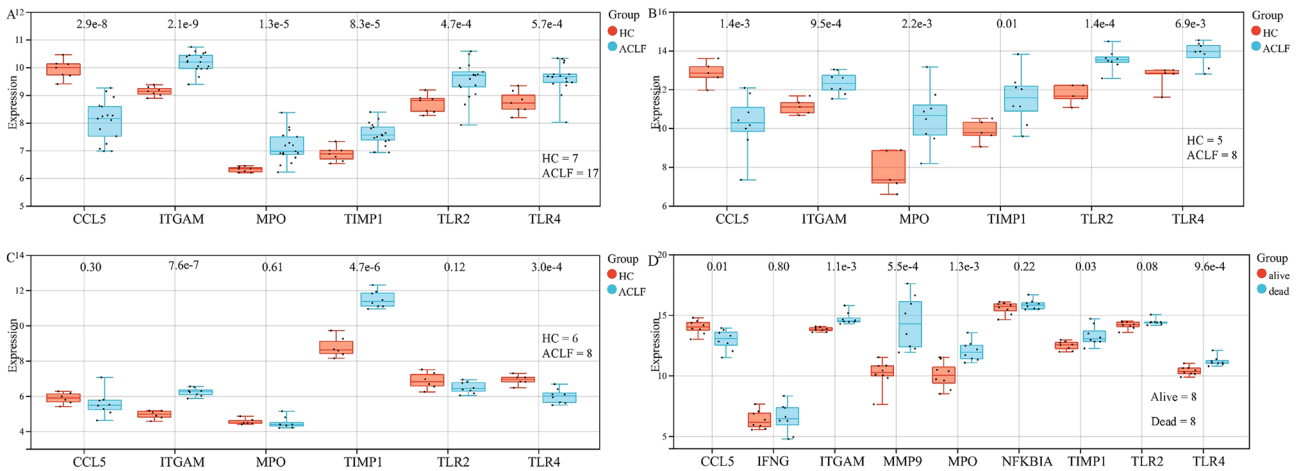 A
2.9e-8 2.1e-9 1.3e-5 8.3e-5 4.7e-4 5.7e-4
Group
HC
ACLF
Expression
12
11
10
9
8
7
6
5
HC = 7
ACLF = 17
CCL5 ITGAM MPO TIMP1 TLR2 TLR4
B
1.4e-3 9.5e-4 2.2e-3 0.01 1.4e-4 6.9e-3
Group
HC
ACLF
Expression
16
14
12
10
8
6
HC = 5
ACLF = 8
CCL5 ITGAM MPO TIMP1 TLR2 TLR4
C
0.30 7.6e-7 0.61 4.7e-6 0.12 3.0e-4
Group
HC
ACLF
Expression
14
12
10
8
6
4
HC = 6
ACLF = 8
CCL5 ITGAM MPO TIMP1 TLR2 TLR4
D
0.01 0.80 1.1e-3 5.5e-4 1.3e-3 0.22 0.03 0.08 9.6e-4
Group
alive
dead
Expression
20
15
10
5
Alive = 8
Dead = 8
CCL5 IFNG ITGAM MMP9 MPO NFKBIA TIMP1 TLR2 TLR4